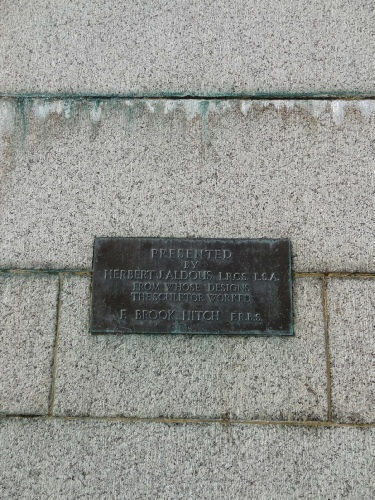 PRESENTED
BY
HERBERT J. ALDOUS L.R.C.S. L.S.A.
FROM WHOSE DESIGNS
THE SCULPTOR WORKED
F. BROOK HITCH F.R.B.S.